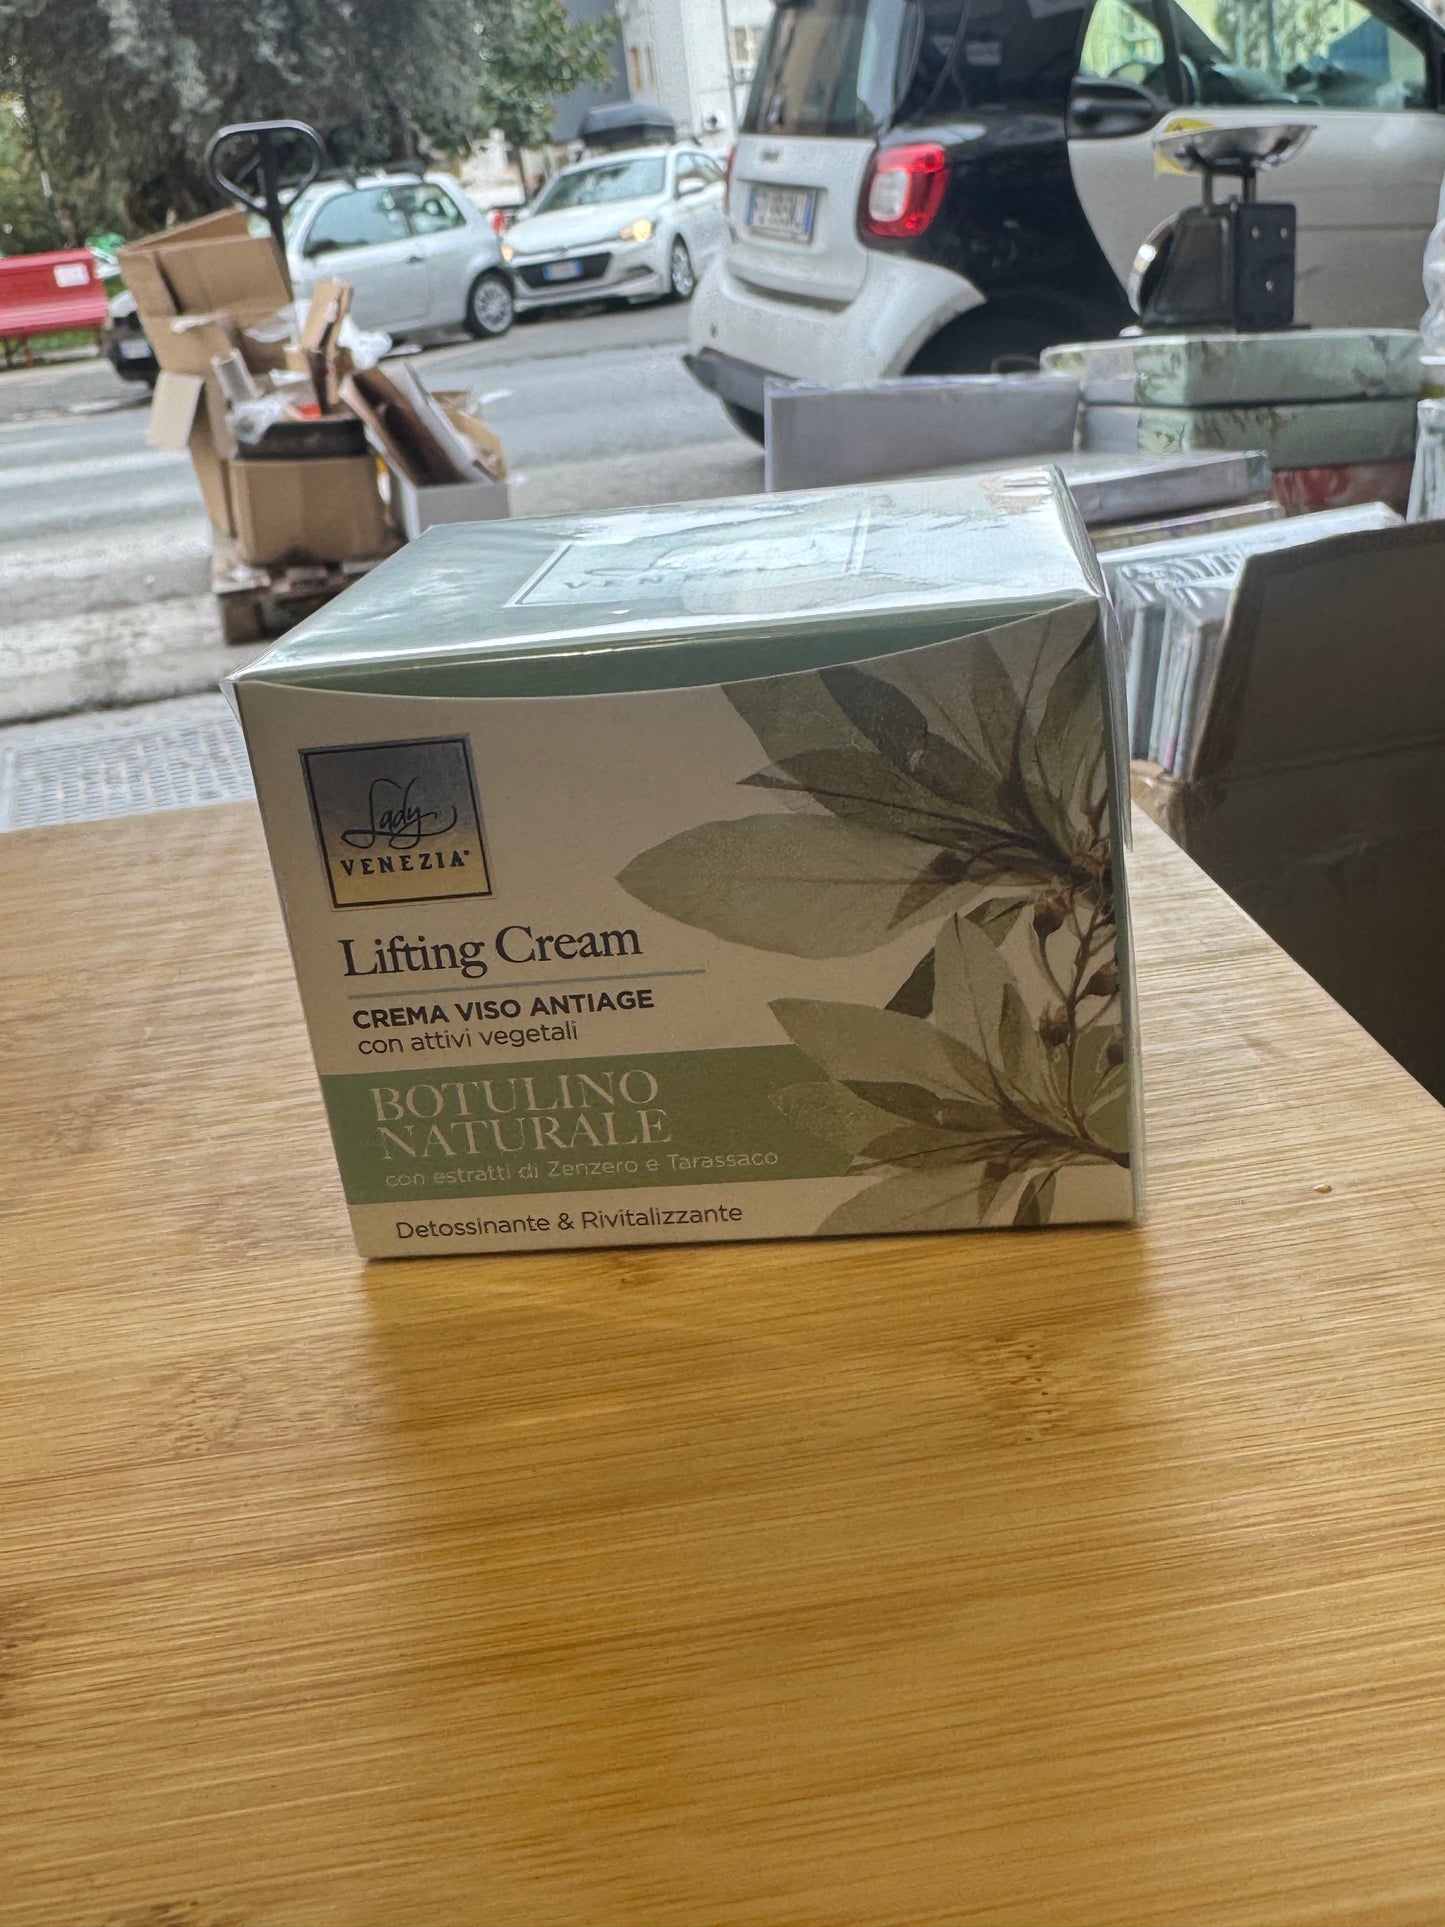 VENEZIA
Lady
VENEZIA®
Lifting Cream
CREMA VISO ANTIAGE
con attivi vegetali
BOTULINO
NATURALE
con estratti di Zenzero e Tarassaco
Detossinante & Rivitalizzante